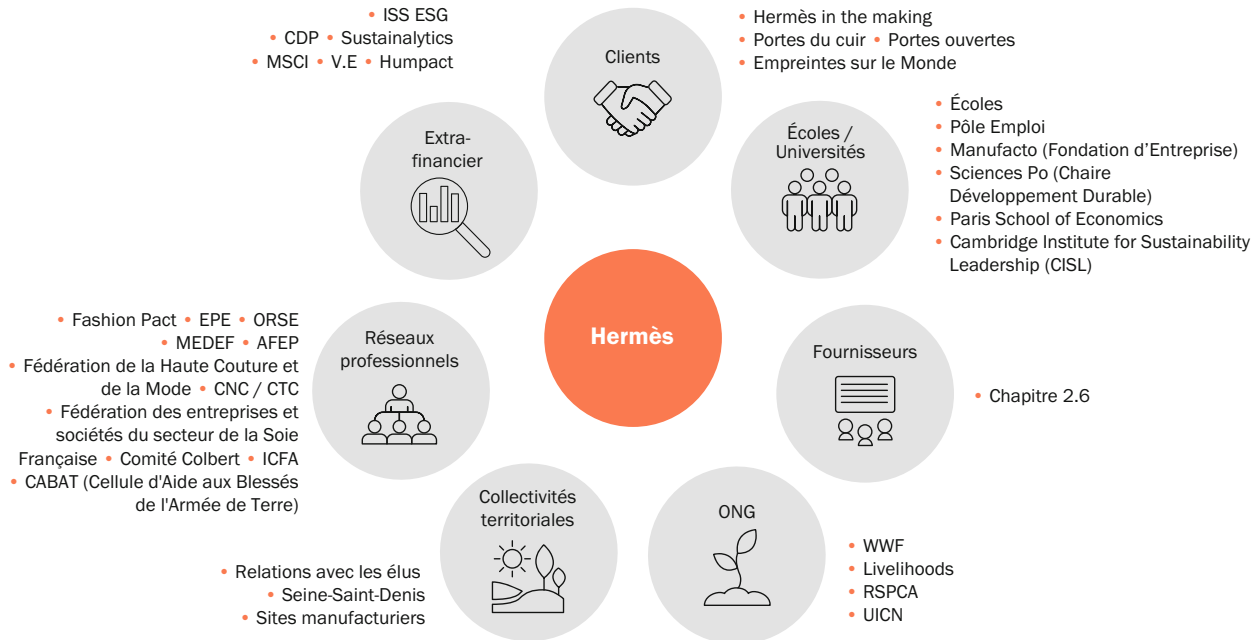 • ISS ESG
• CDP • Sustainalytics
• MSCI • V.E • Humpact
Clients
• Hermès in the making
• Portes du cuir • Portes ouvertes
• Empreintes sur le Monde
Extra-
financier
Écoles /
Universités
• Écoles
• Pôle Emploi
• Manufacto (Fondation d’Entreprise)
• Sciences Po (Chaire
Développement Durable)
• Paris School of Economics
• Cambridge Institute for Sustainability
Leadership (CISL)
Hermès
• Fashion Pact • EPE • ORSE
• MEDEF • AFEP
• Fédération de la Haute Couture et
de la Mode • CNC / CTC
• Fédération des entreprises et
sociétés du secteur de la Soie
Française • Comité Colbert • ICFA
• CABAT (Cellule d'Aide aux Blessés
de l'Armée de Terre)
Réseaux
professionnels
Fournisseurs
• Chapitre 2.6
Collectivités
territoriales
• Relations avec les élus
• Seine-Saint-Denis
• Sites manufacturiers
ONG
• WWF
• Livelihoods
• RSPCA
• UICN